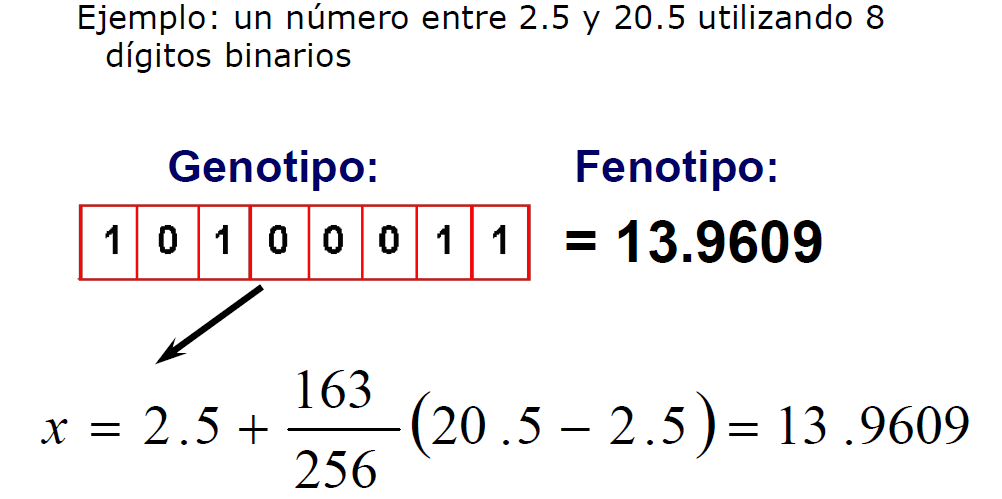 Ejemplo: un número entre 2.5 y 20.5 utilizando 8
dígitos binarios
Genotipo: Fenotipo:
1 0 1 0 0 0 1 1 = 13.9609
x = 2.5 + 163/256 (20 .5 − 2.5) = 13 .9609